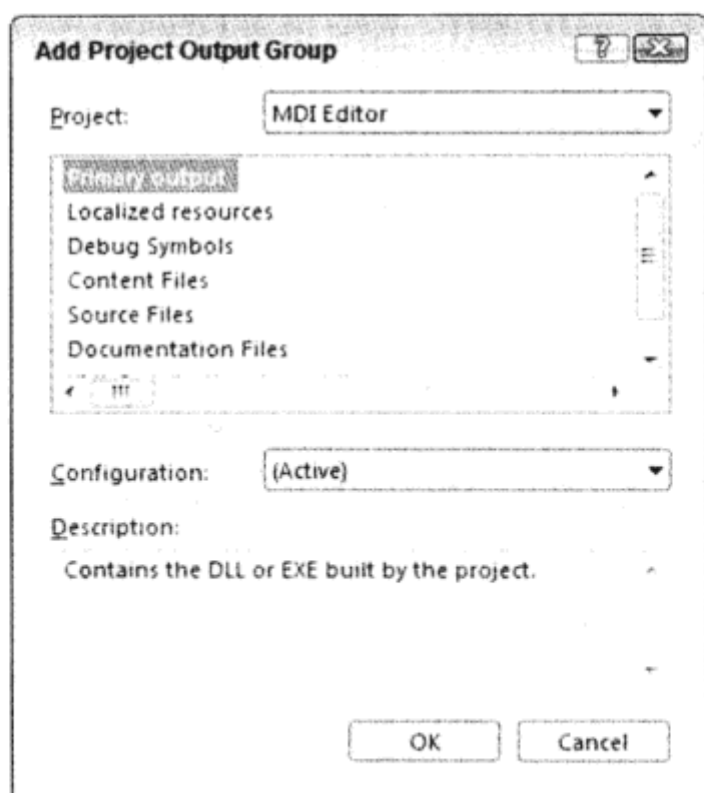 Add Project Output Group
Project: MDI Editor
Primary output
Localized resources
Debug Symbols
Content Files
Source Files
Documentation Files
Configuration: (Active)
Description:
Contains the DLL or EXE built by the project.
OK Cancel